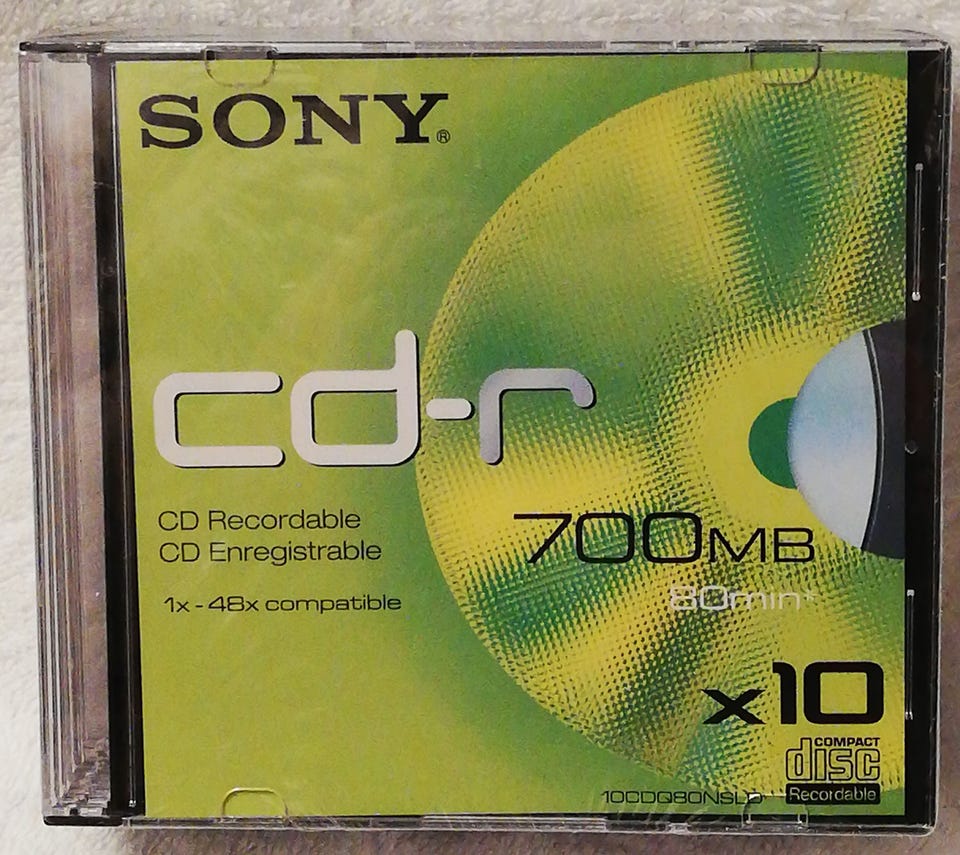 SONY®
cd-r
CD Recordable
CD Enregistrable
1x - 48x compatible
700MB
80min*
x10
COMPACT
disc
Recordable
10CDQ80NSLD